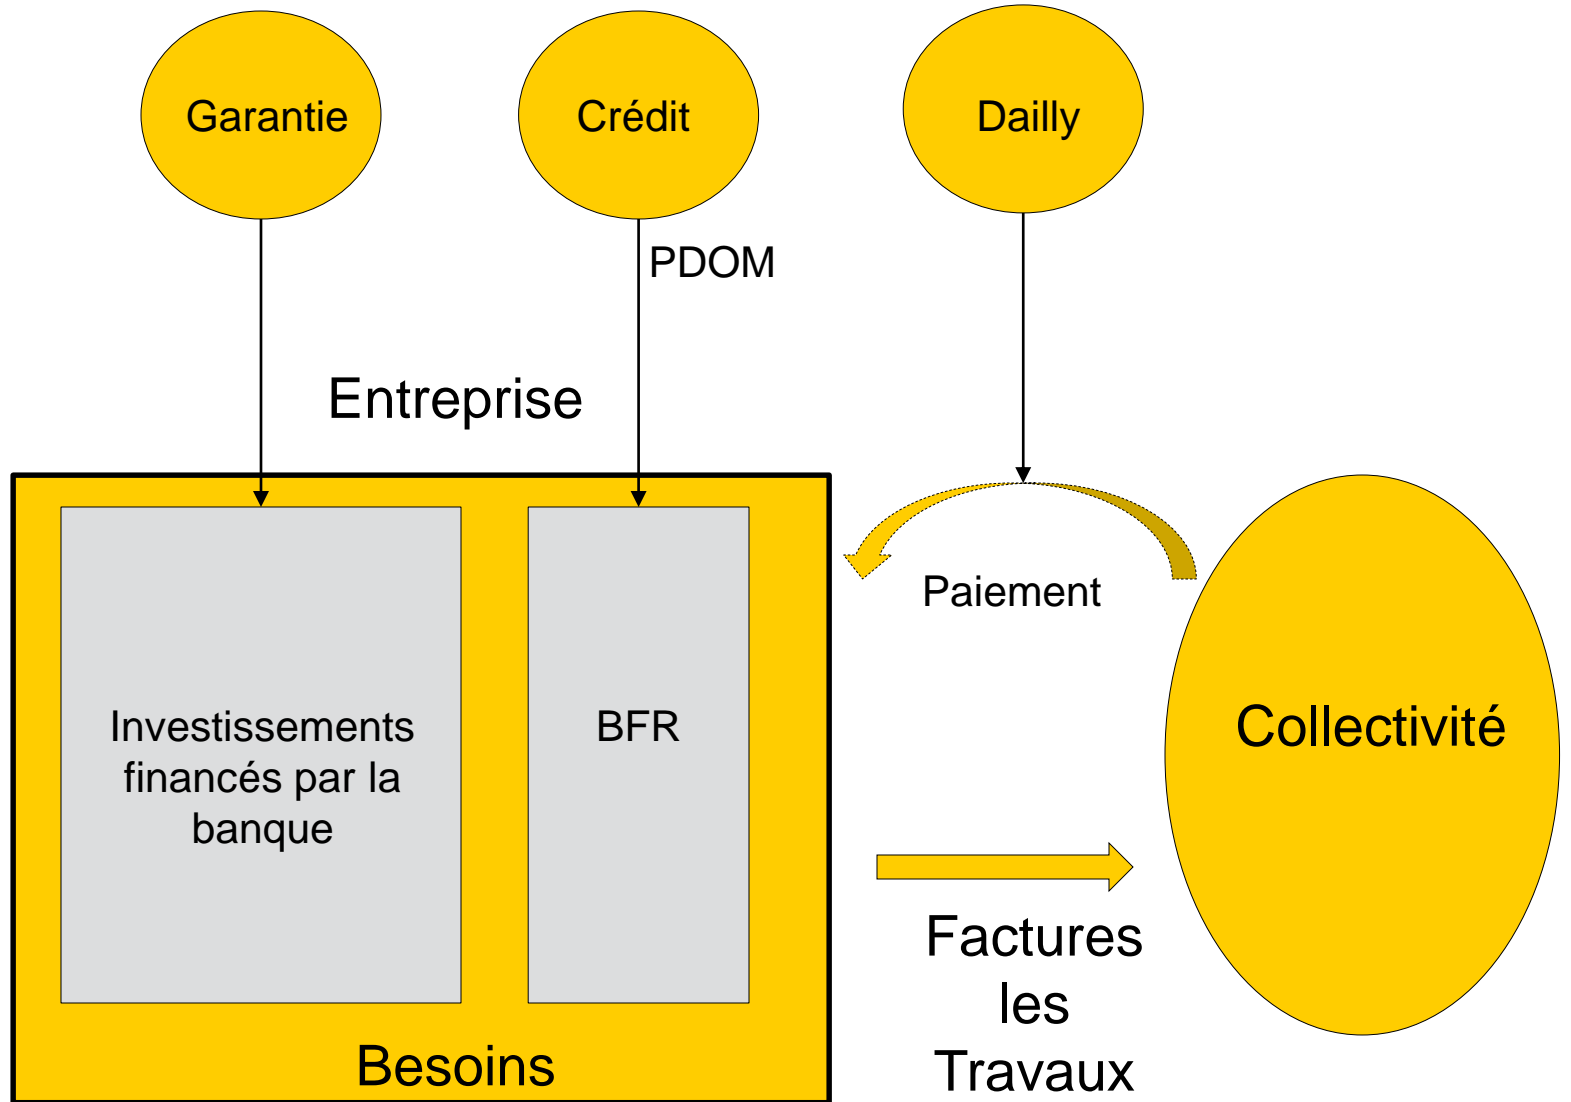 Garantie
Crédit
Dailly
PDOM
Entreprise
Paiement
Investissements
financés par la
banque
BFR
Collectivité
Factures
les
Travaux
Besoins